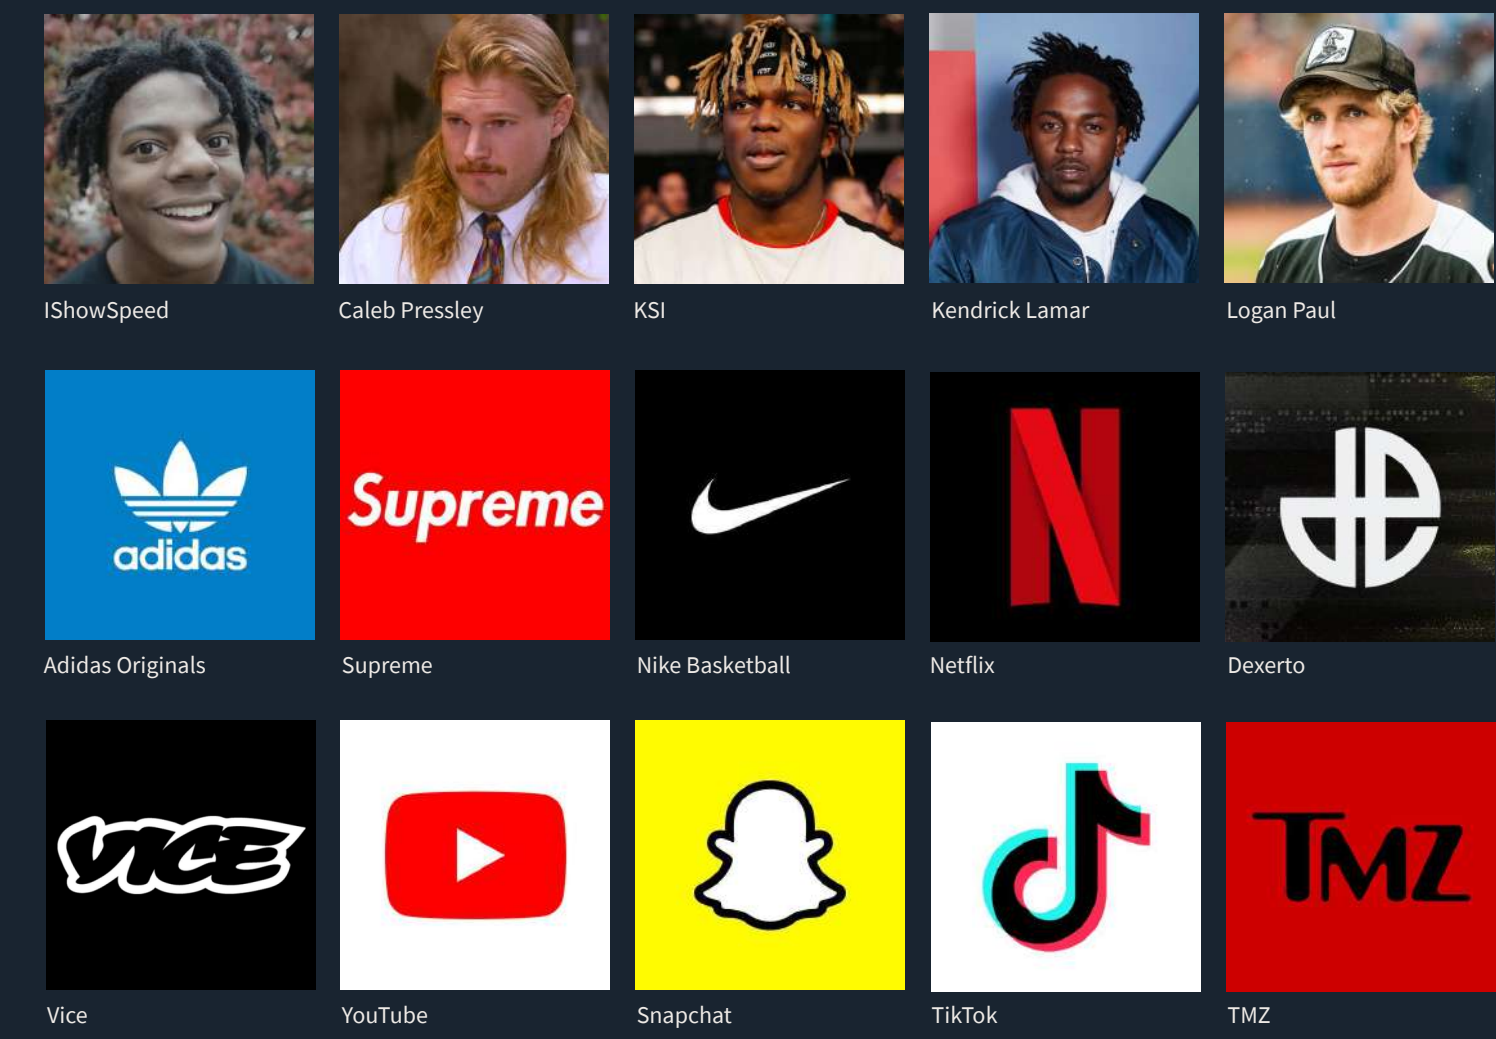 IShowSpeed
Caleb Pressley
KSI
Kendrick Lamar
Logan Paul
adidas
Supreme
Adidas Originals
Supreme
Nike Basketball
Netflix
Dexerto
VICE
TMZ
Vice
YouTube
Snapchat
TikTok
TMZ